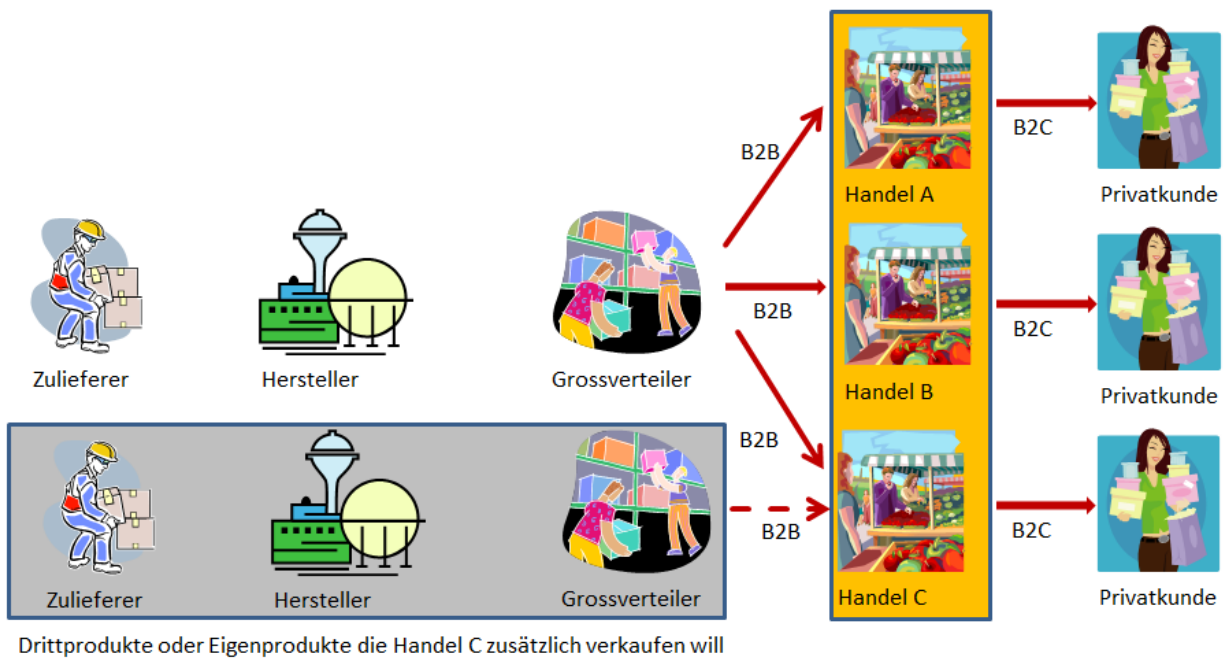 B2B
B2C
Handel A
Privatkunde
Zulieferer
Hersteller
Grossverteiler
B2B
B2C
Handel B
Privatkunde
B2B
B2B
B2C
Zulieferer
Hersteller
Grossverteiler
Handel C
Privatkunde
Drittprodukte oder Eigenprodukte die Handel C zusätzlich verkaufen will